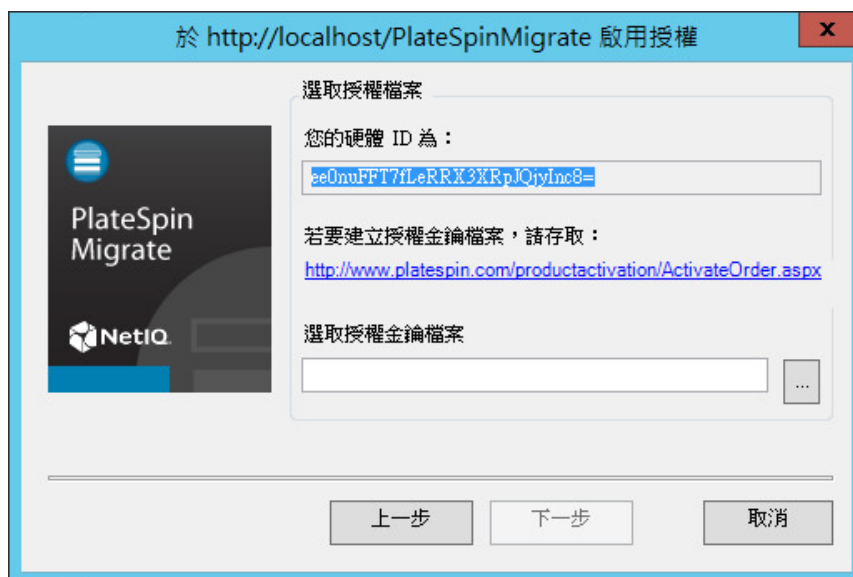 於 http://localhost/PlateSpinMigrate 啟用授權
x
選取授權檔案
您的硬體 ID 為：
ee0nuFFT7fLeRRX3XRpJQjyInc8=
PlateSpin
Migrate
NetIQ.
若要建立授權金鑰檔案，請存取：
http://www.platespin.com/productactivation/ActivateOrder.aspx
選取授權金鑰檔案
...
上一步
下一步
取消